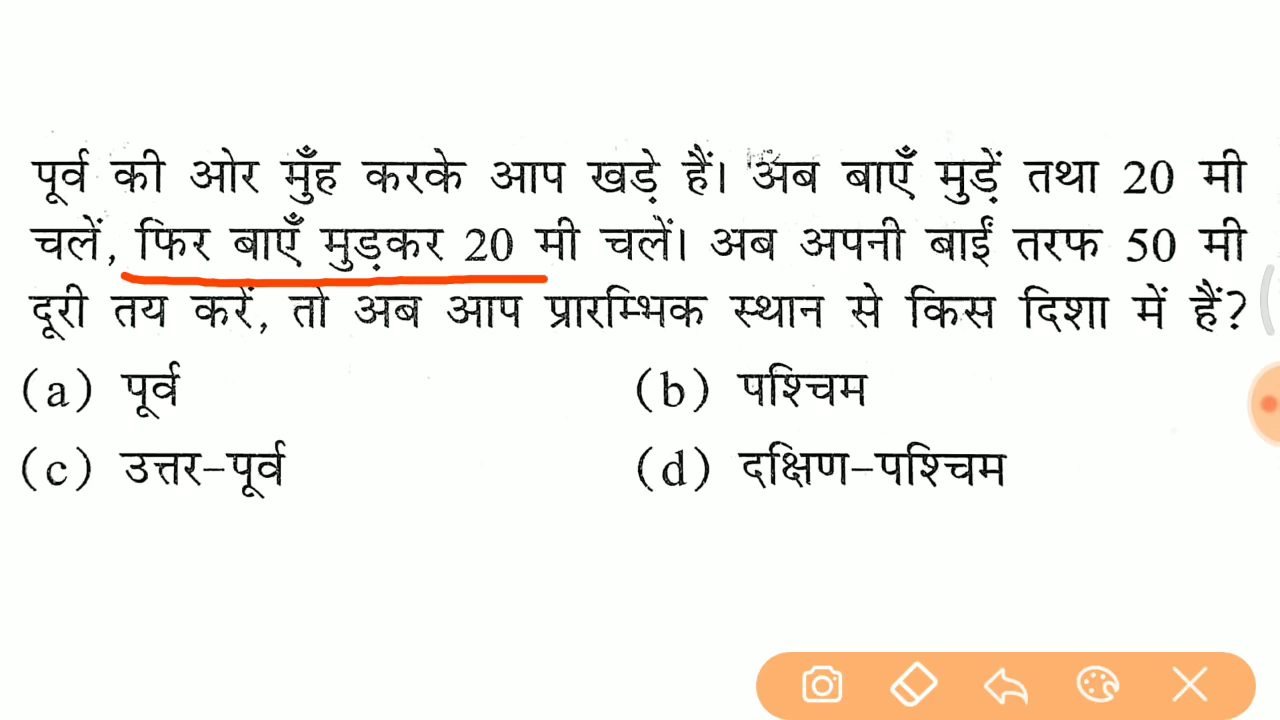 पूर्व की ओर मुँह करके आप खड़े हैं। अब बाएँ मुड़ें तथा 20 मी
चलें, फिर बाएँ मुड़कर 20 मी चलें। अब अपनी बाईं तरफ 50 मी
दूरी तय करें, तो अब आप प्रारम्भिक स्थान से किस दिशा में हैं?
(a) पूर्व (b) पश्चिम
(c) उत्तर-पूर्व (d) दक्षिण-पश्चिम